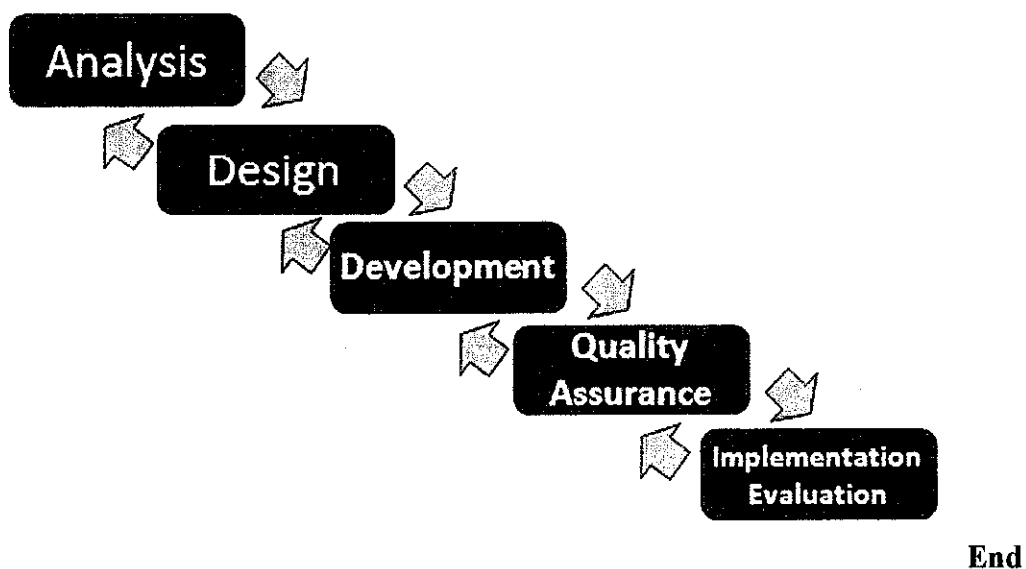 Analysis
Design
Development
Quality
Assurance
Implementation
Evaluation
End